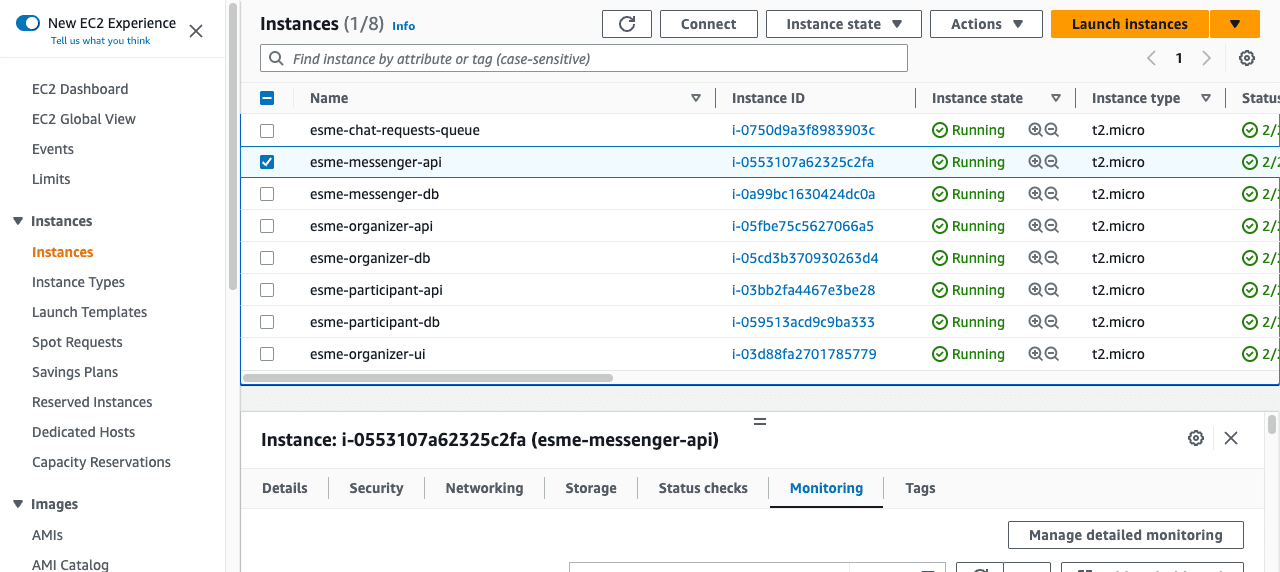 New EC2 Experience
Tell us what you think
EC2 Dashboard
EC2 Global View
Events
Limits
Instances
Instances
Instance Types
Launch Templates
Spot Requests
Savings Plans
Reserved Instances
Dedicated Hosts
Capacity Reservations
Images
AMIs
AMI Catalog
Instances (1/8) Info
Connect
Instance state
Actions
Launch instances
Find instance by attribute or tag (case-sensitive)
1
Name Instance ID Instance state Instance type Status
esme-chat-requests-queue i-0750d9a3f8983903c Running t2.micro 2/2
esme-messenger-api i-0553107a62325c2fa Running t2.micro 2/2
esme-messenger-db i-0a99bc1630424dc0a Running t2.micro 2/2
esme-organizer-api i-05fbe75c5627066a5 Running t2.micro 2/2
esme-organizer-db i-05cd3b370930263d4 Running t2.micro 2/2
esme-participant-api i-03bb2fa4467e3be28 Running t2.micro 2/2
esme-participant-db i-059513acd9c9ba333 Running t2.micro 2/2
esme-organizer-ui i-03d88fa2701785779 Running t2.micro 2/2
Instance: i-0553107a62325c2fa (esme-messenger-api)
Details Security Networking Storage Status checks Monitoring Tags
Manage detailed monitoring